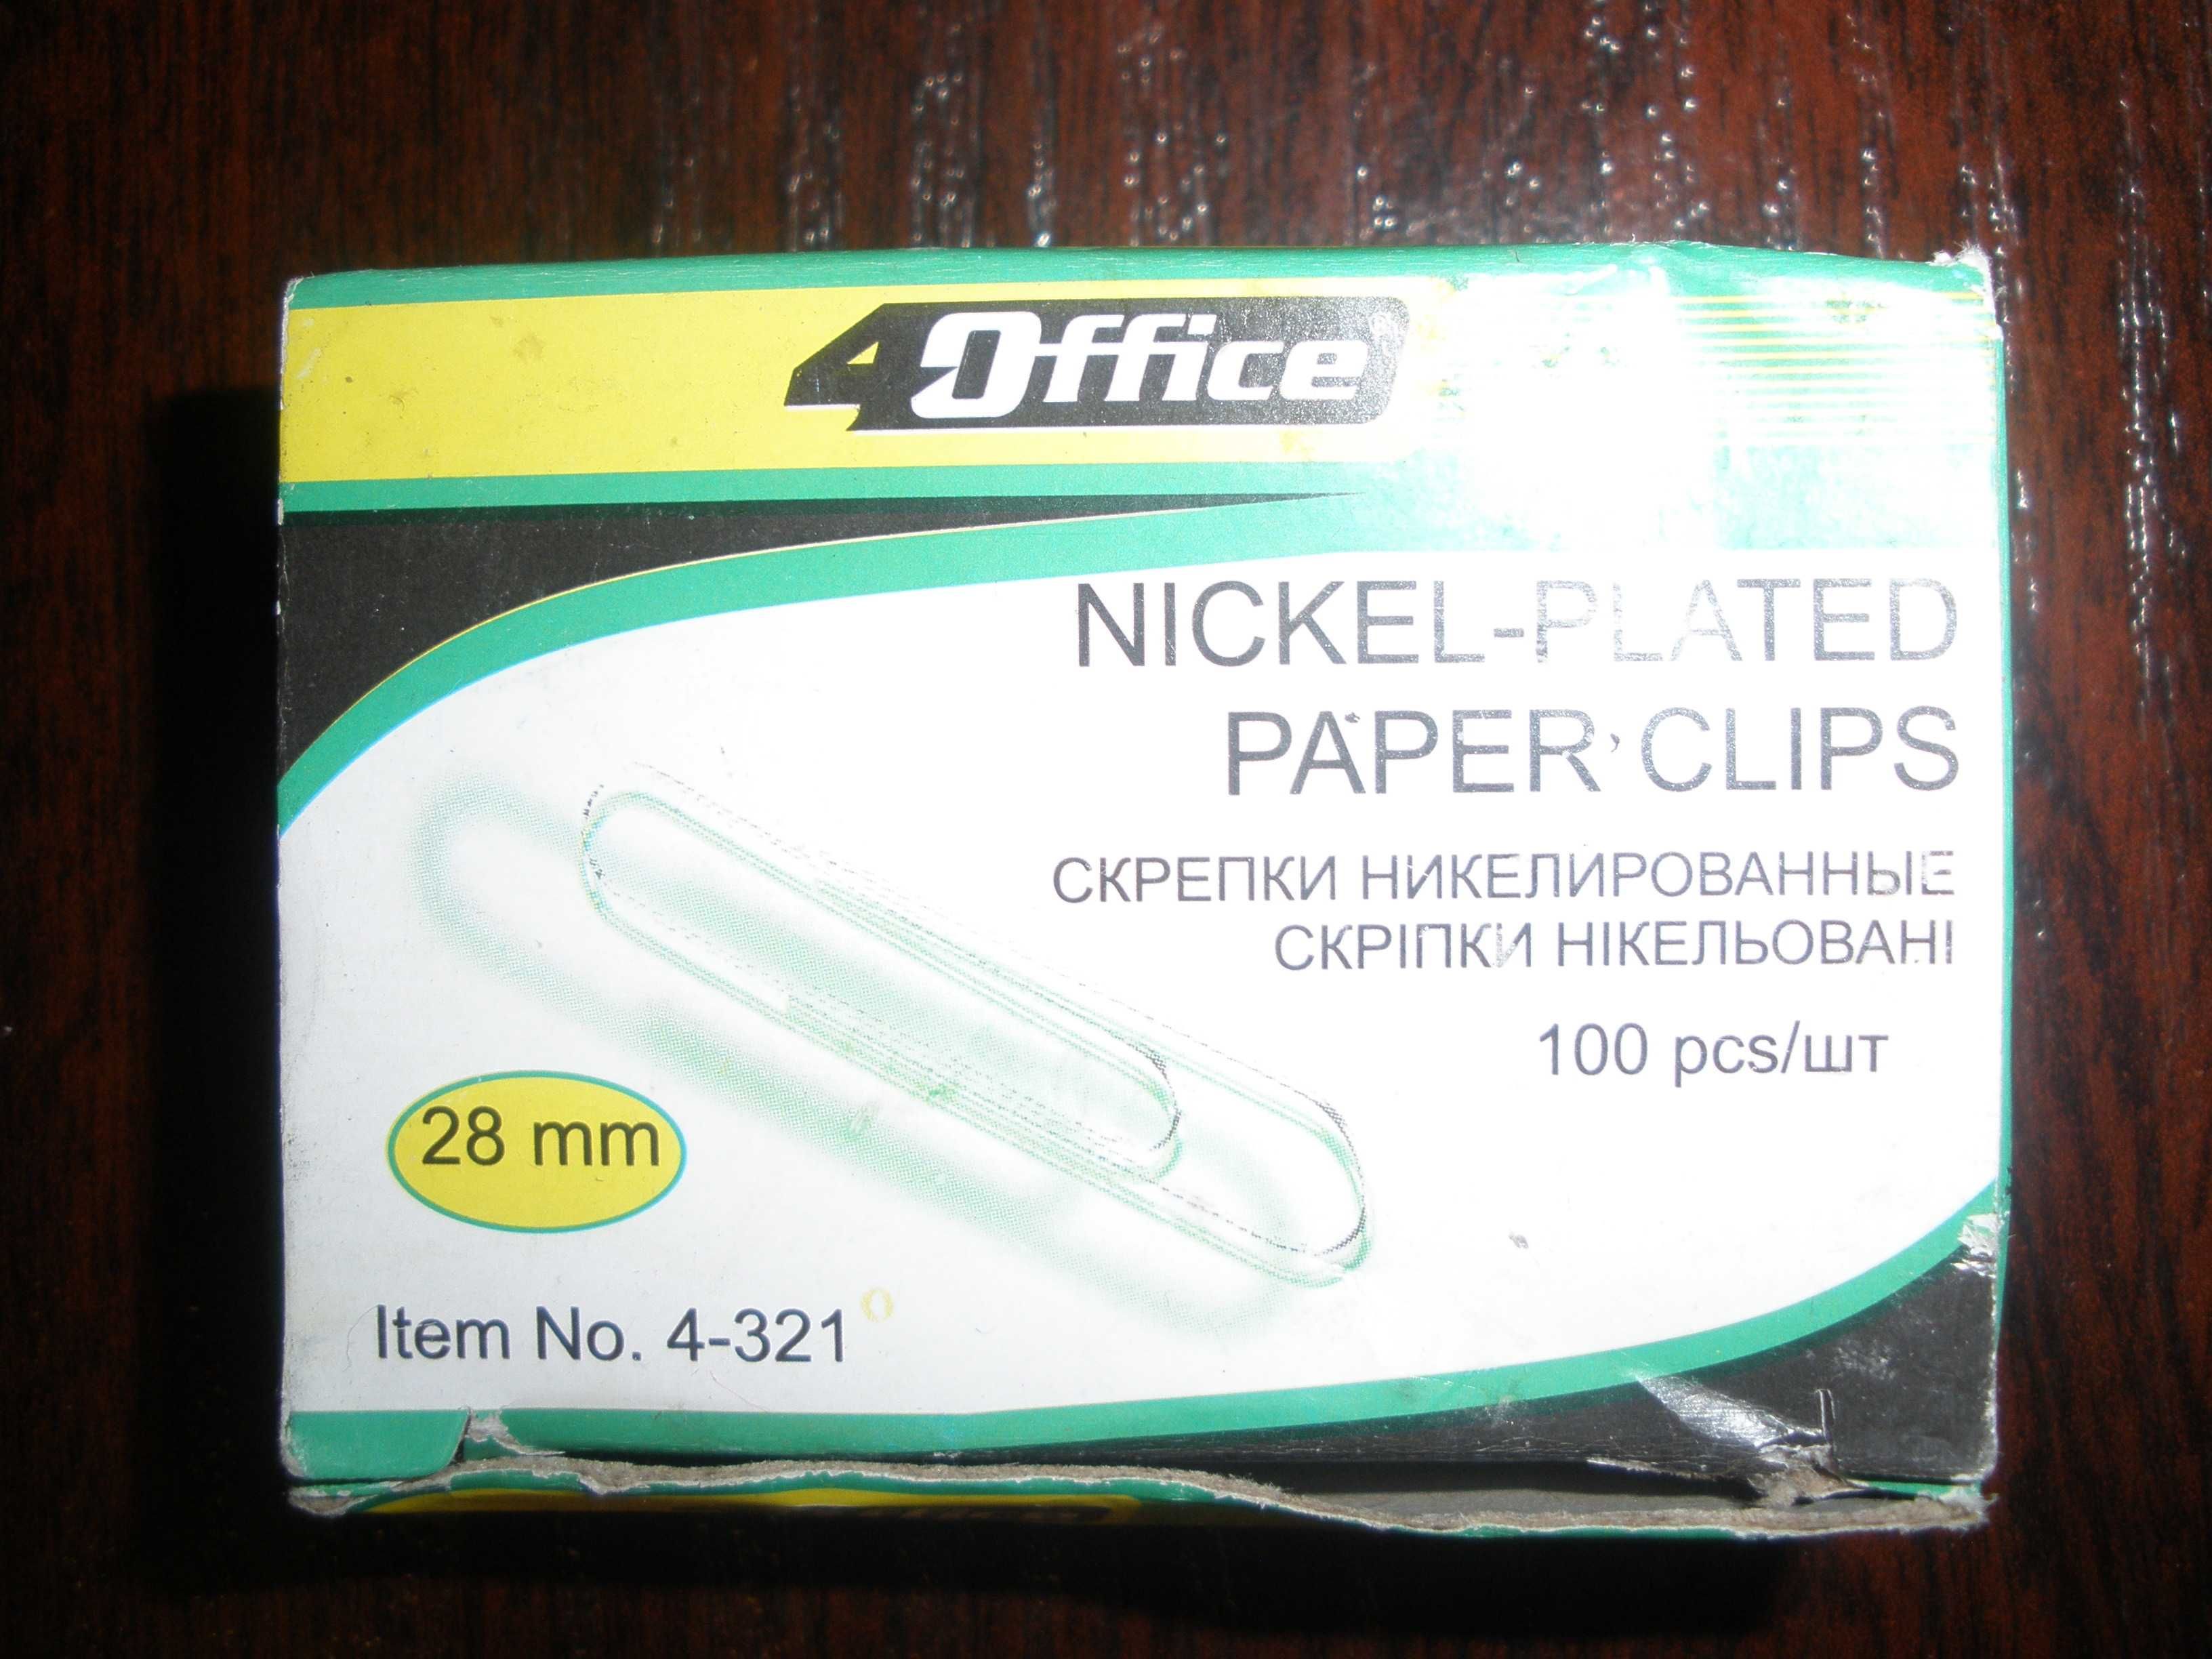 4Office®
NICKEL-PLATED
PAPER CLIPS
СКРЕПКИ НИКЕЛИРОВАННЫЕ
СКРІПКИ НІКЕЛЬОВАНІ
100 pcs/шт
28 mm
Item No. 4-321